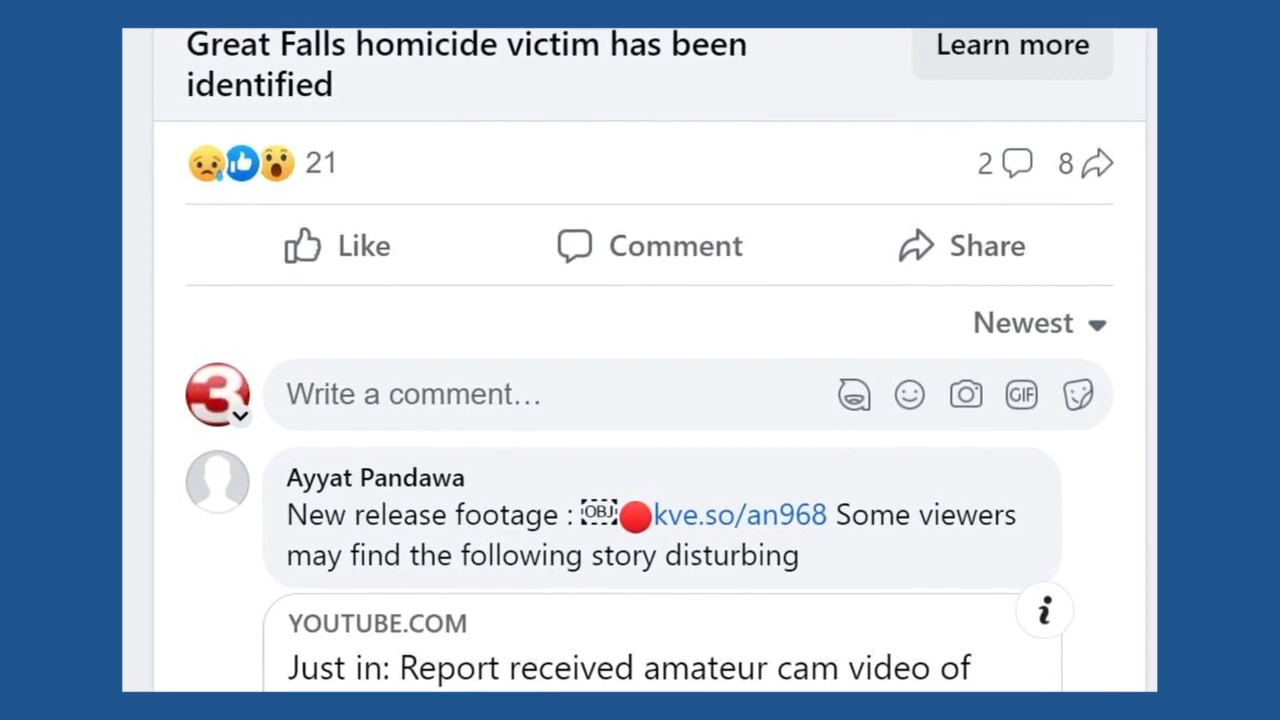 Great Falls homicide victim has been
identified
Learn more
21
2
8
Like
Comment
Share
Newest
3
Write a comment…
GIF
Ayyat Pandawa
New release footage : OBJ kve.so/an968 Some viewers
may find the following story disturbing
YOUTUBE.COM
i
Just in: Report received amateur cam video of